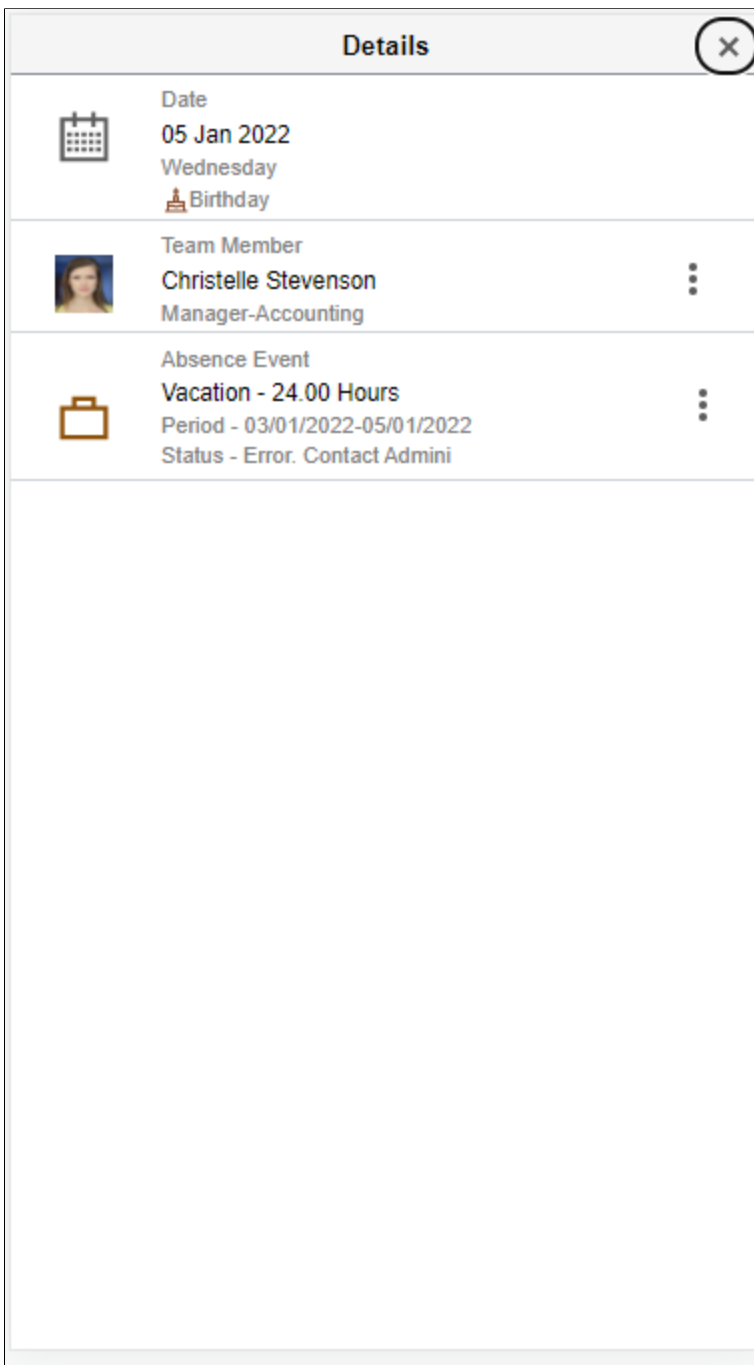 Details
Date
05 Jan 2022
Wednesday
Birthday
Team Member
Christelle Stevenson
Manager-Accounting
Absence Event
Vacation - 24.00 Hours
Period - 03/01/2022-05/01/2022
Status - Error. Contact Admini